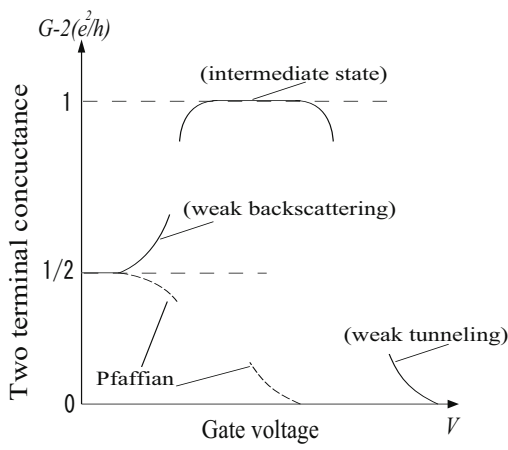 G-2(e²/h)
(intermediate state)
1
(weak backscattering)
1/2
(weak tunneling)
Pfaffian
0
Gate voltage
V
Two terminal concuctance